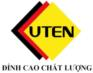 UTEN
ĐỈNH CAO CHẤT LƯỢNG